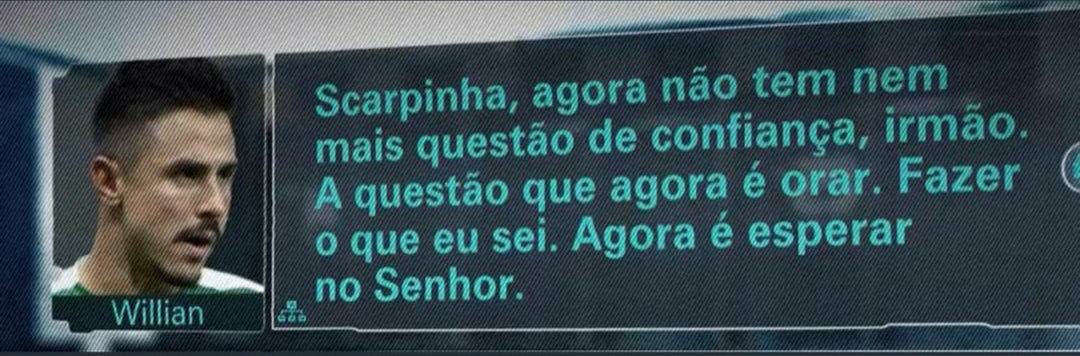 Scarpinha, agora não tem nem
mais questão de confiança, irmão.
A questão que agora é orar. Fazer
o que eu sei. Agora é esperar
no Senhor.
Willian